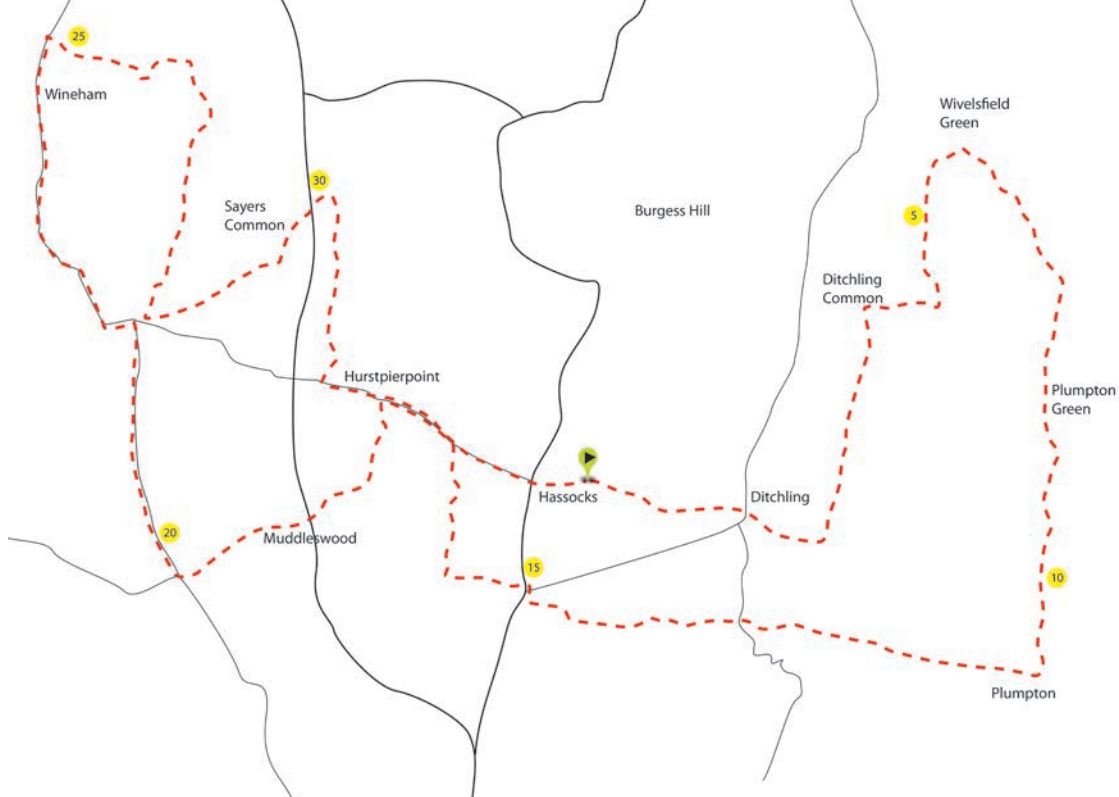 25
Wineham
Wivelsfield
Green
30
Sayers
Common
Burgess Hill
5
Ditchling
Common
Hurstpierpoint
Plumpton
Green
Hassocks
Ditchling
20
Muddleswood
15
10
Plumpton